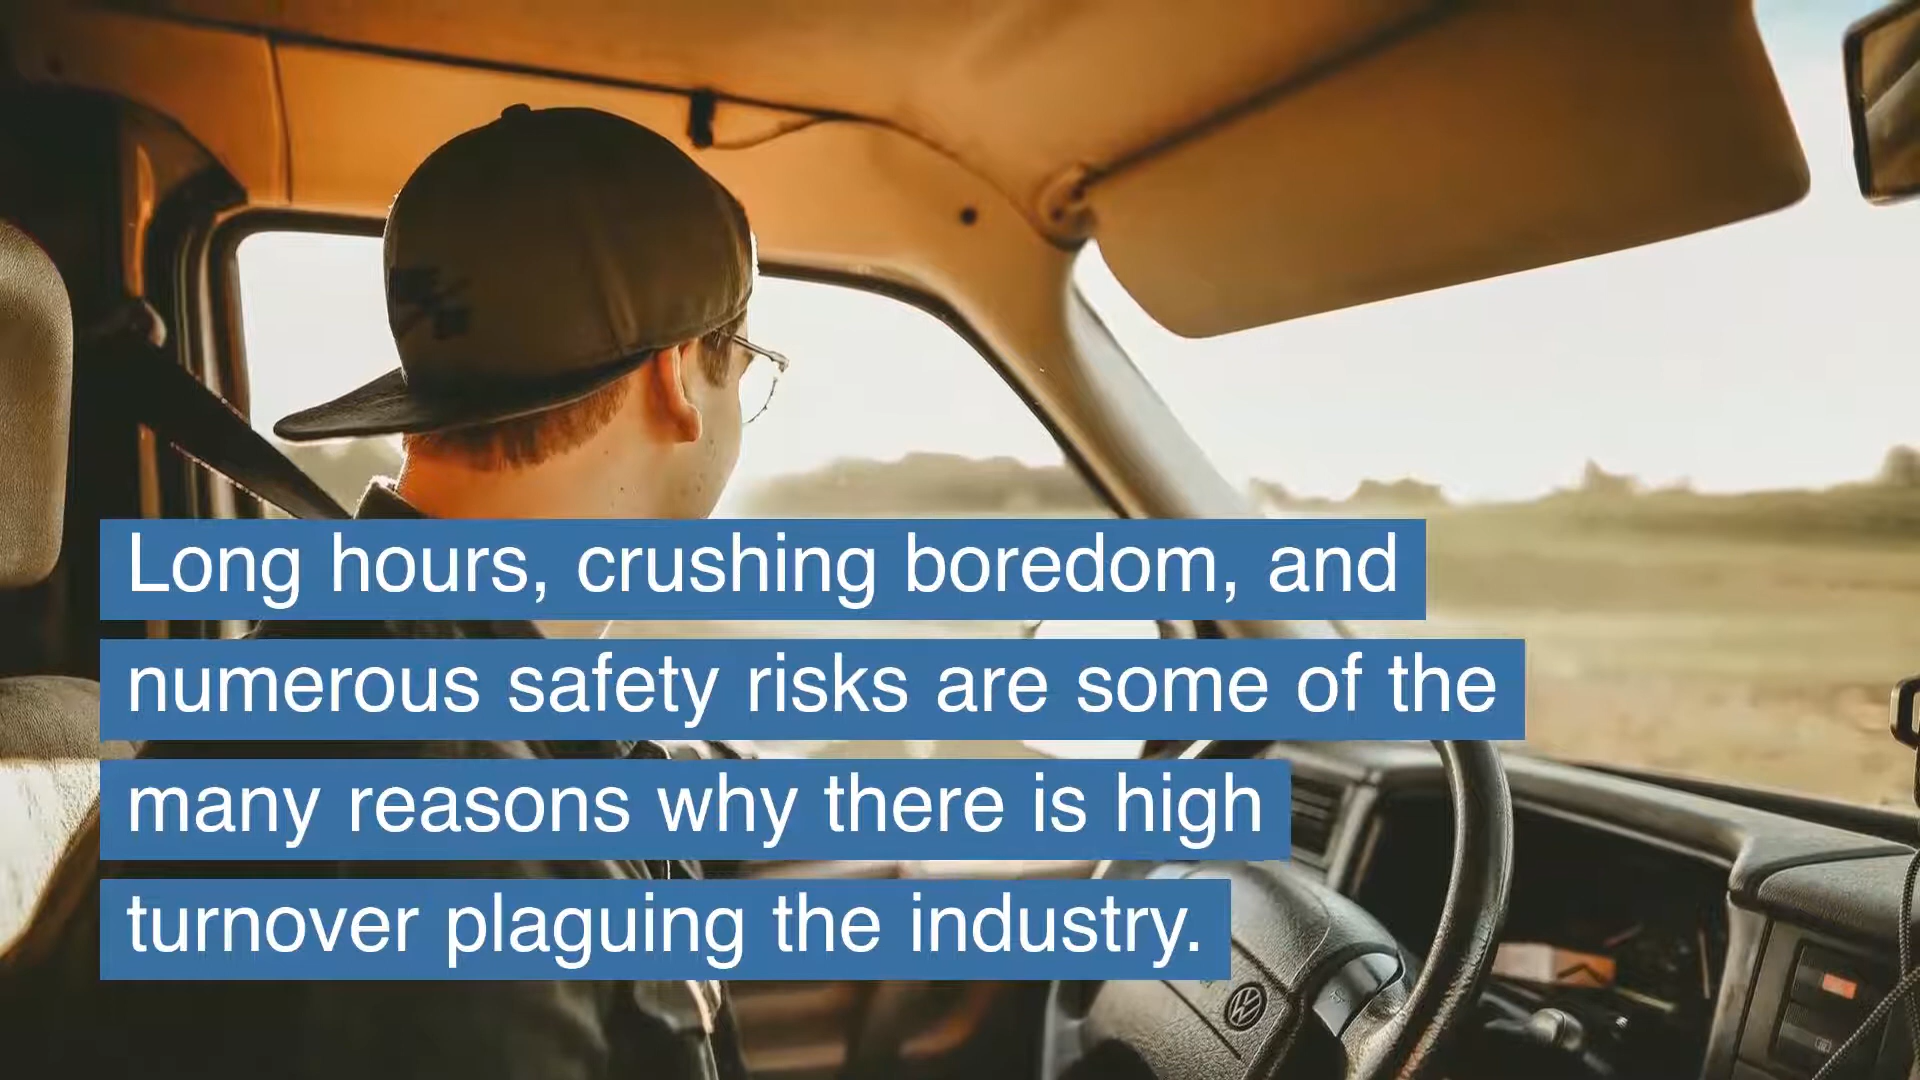 Long hours, crushing boredom, and
numerous safety risks are some of the
many reasons why there is high
turnover plaguing the industry.